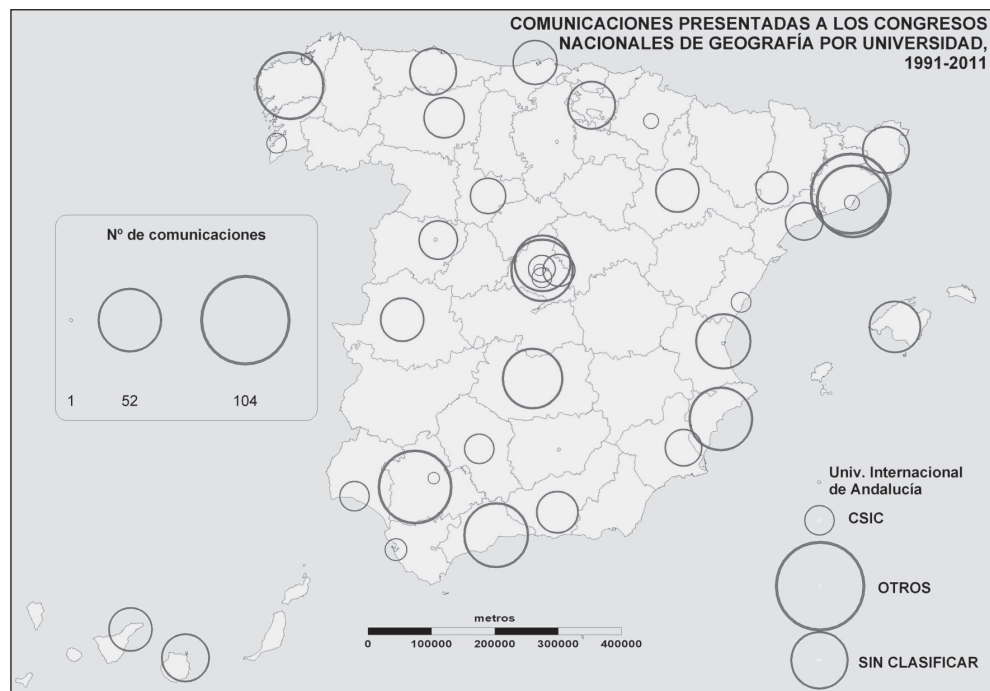 COMUNICACIONES PRESENTADAS A LOS CONGRESOS
NACIONALES DE GEOGRAFÍA POR UNIVERSIDAD,
1991-2011
Nº de comunicaciones
1 52 104
Univ. Internacional
de Andalucía
CSIC
OTROS
SIN CLASIFICAR
metros
0 100000 200000 300000 400000